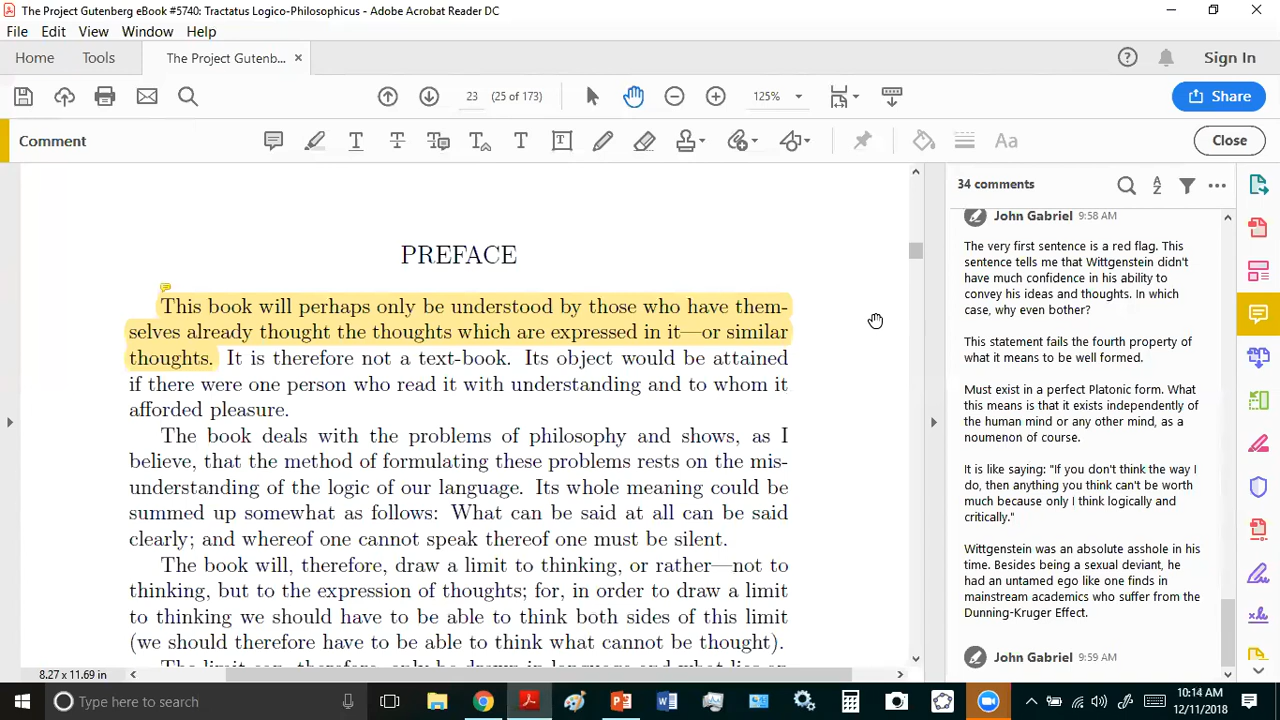 The Project Gutenberg eBook #5740: Tractatus Logico-Philosophicus - Adobe Acrobat Reader DC
File Edit View Window Help
Home Tools The Project Gutenb... × Sign In
23 (25 of 173) 125% Share
Comment Close
PREFACE
This book will perhaps only be understood by those who have them-
selves already thought the thoughts which are expressed in it—or similar
thoughts. It is therefore not a text-book. Its object would be attained
if there were one person who read it with understanding and to whom it
afforded pleasure.
The book deals with the problems of philosophy and shows, as I
believe, that the method of formulating these problems rests on the mis-
understanding of the logic of our language. Its whole meaning could be
summed up somewhat as follows: What can be said at all can be said
clearly; and whereof one cannot speak thereof one must be silent.
The book will, therefore, draw a limit to thinking, or rather—not to
thinking, but to the expression of thoughts; for, in order to draw a limit
to thinking we should have to be able to think both sides of this limit
(we should therefore have to be able to think what cannot be thought).
8.27 x 11.69 in
34 comments
John Gabriel 9:58 AM
The very first sentence is a red flag. This
sentence tells me that Wittgenstein didn't
have much confidence in his ability to
convey his ideas and thoughts. In which
case, why even bother?
This statement fails the fourth property of
what it means to be well formed.
Must exist in a perfect Platonic form. What
this means is that it exists independently of
the human mind or any other mind, as a
noumenon of course.
It is like saying: "If you don't think the way I
do, then anything you think can't be worth
much because only I think logically and
critically."
Wittgenstein was an absolute asshole in his
time. Besides being a sexual deviant, he
had an untamed ego like one finds in
mainstream academics who suffer from the
Dunning-Kruger Effect.
John Gabriel 9:59 AM
Type here to search
10:14 AM
12/11/2018